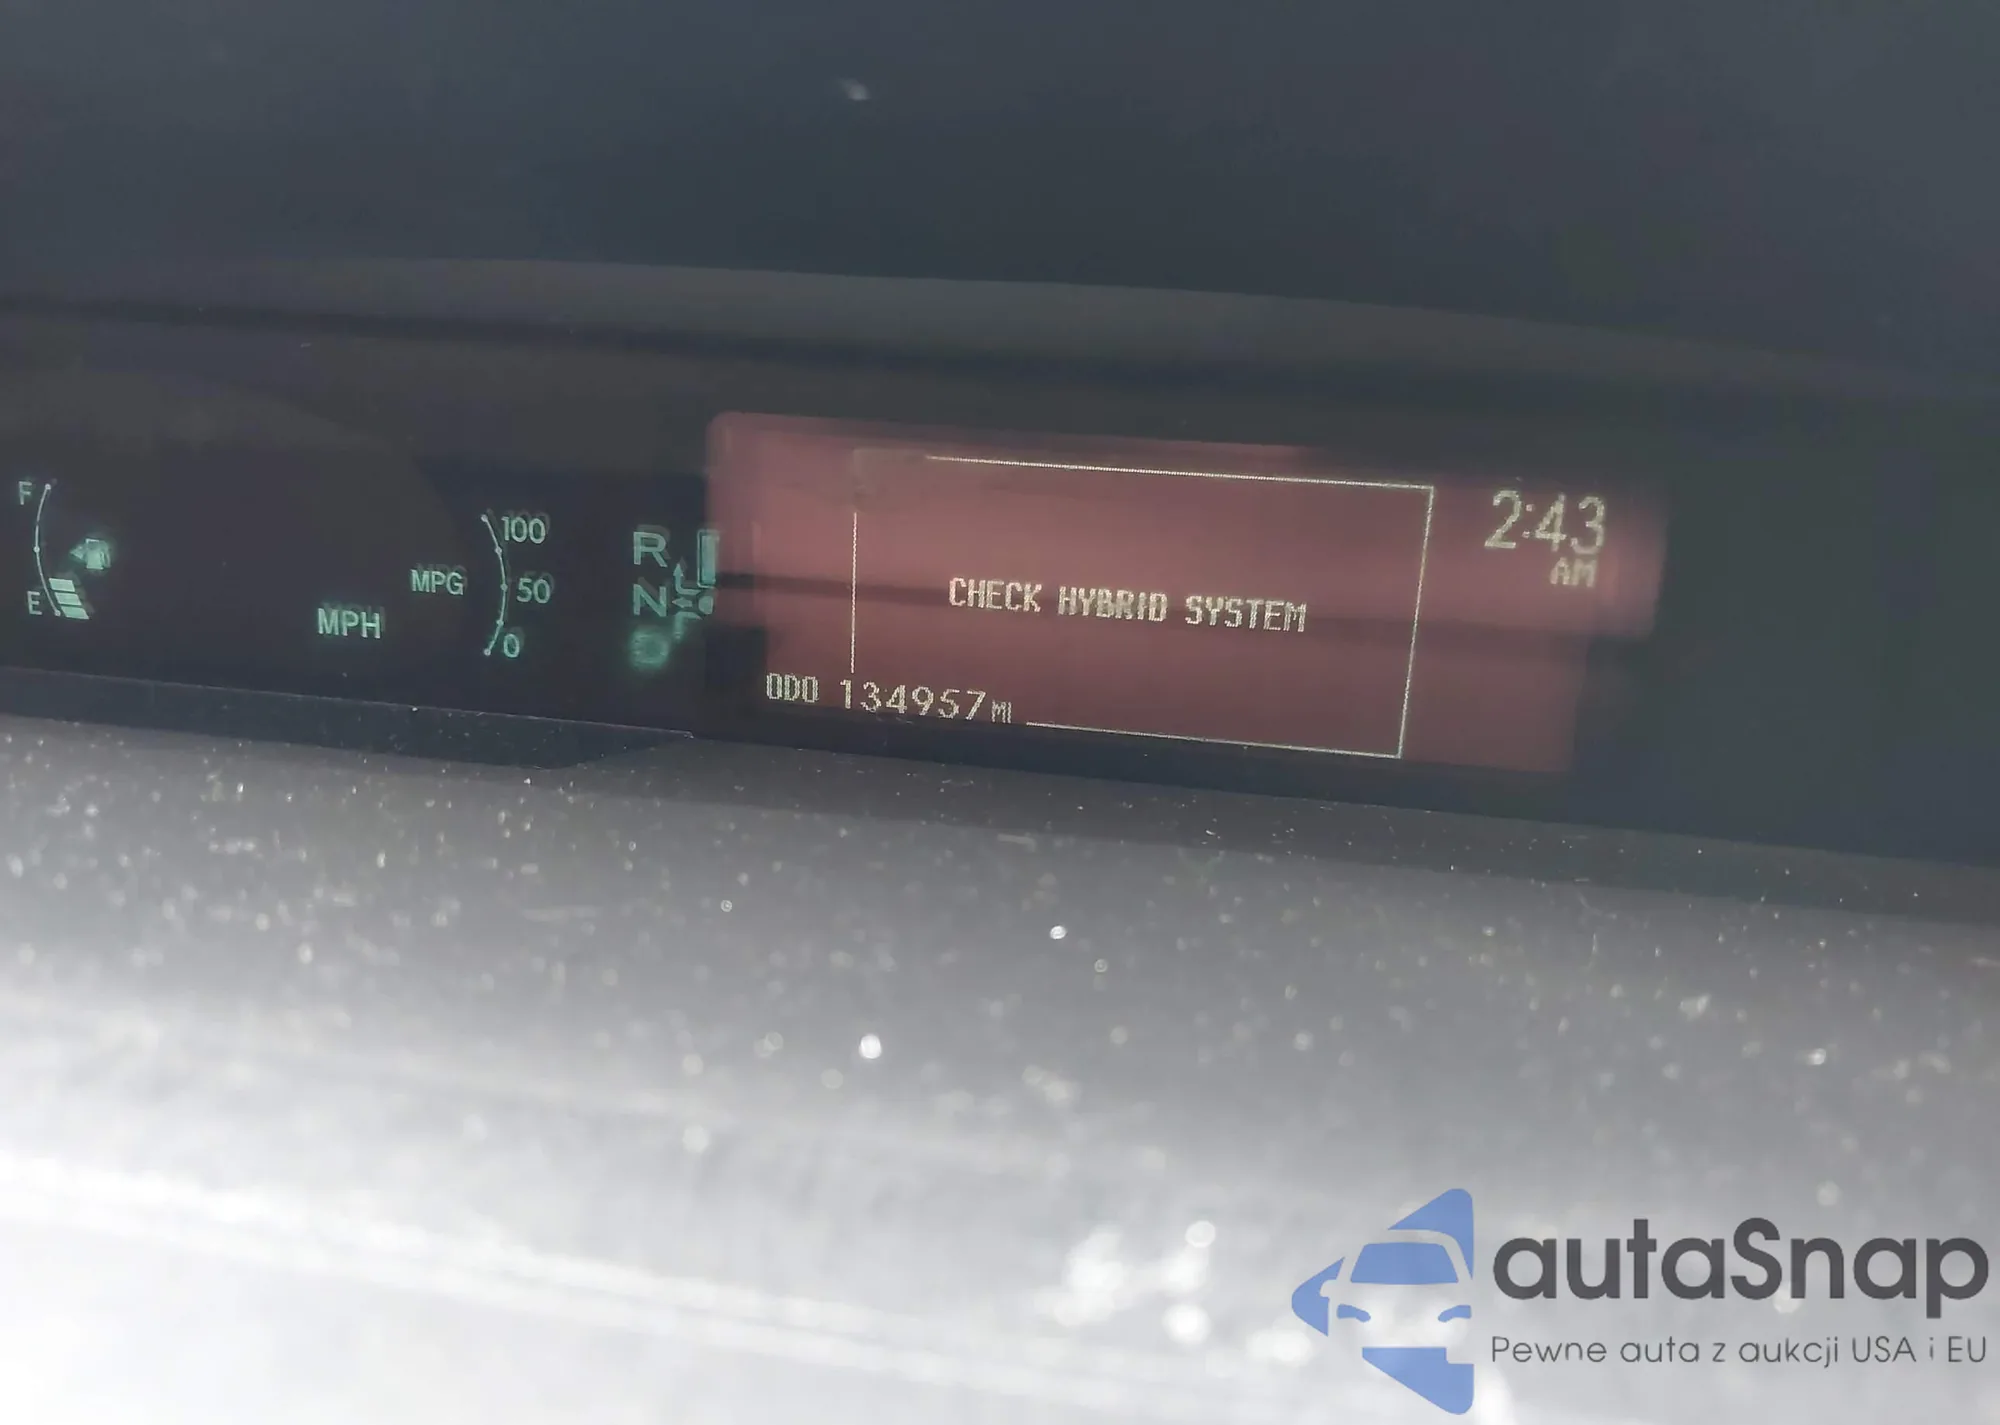 F
E
MPH
MPG
100
50
0
R
N
CHECK HYBRID SYSTEM
2:43
AM
ODO 134957 MI
autaSnap
Pewne auta z aukcji USA i EU